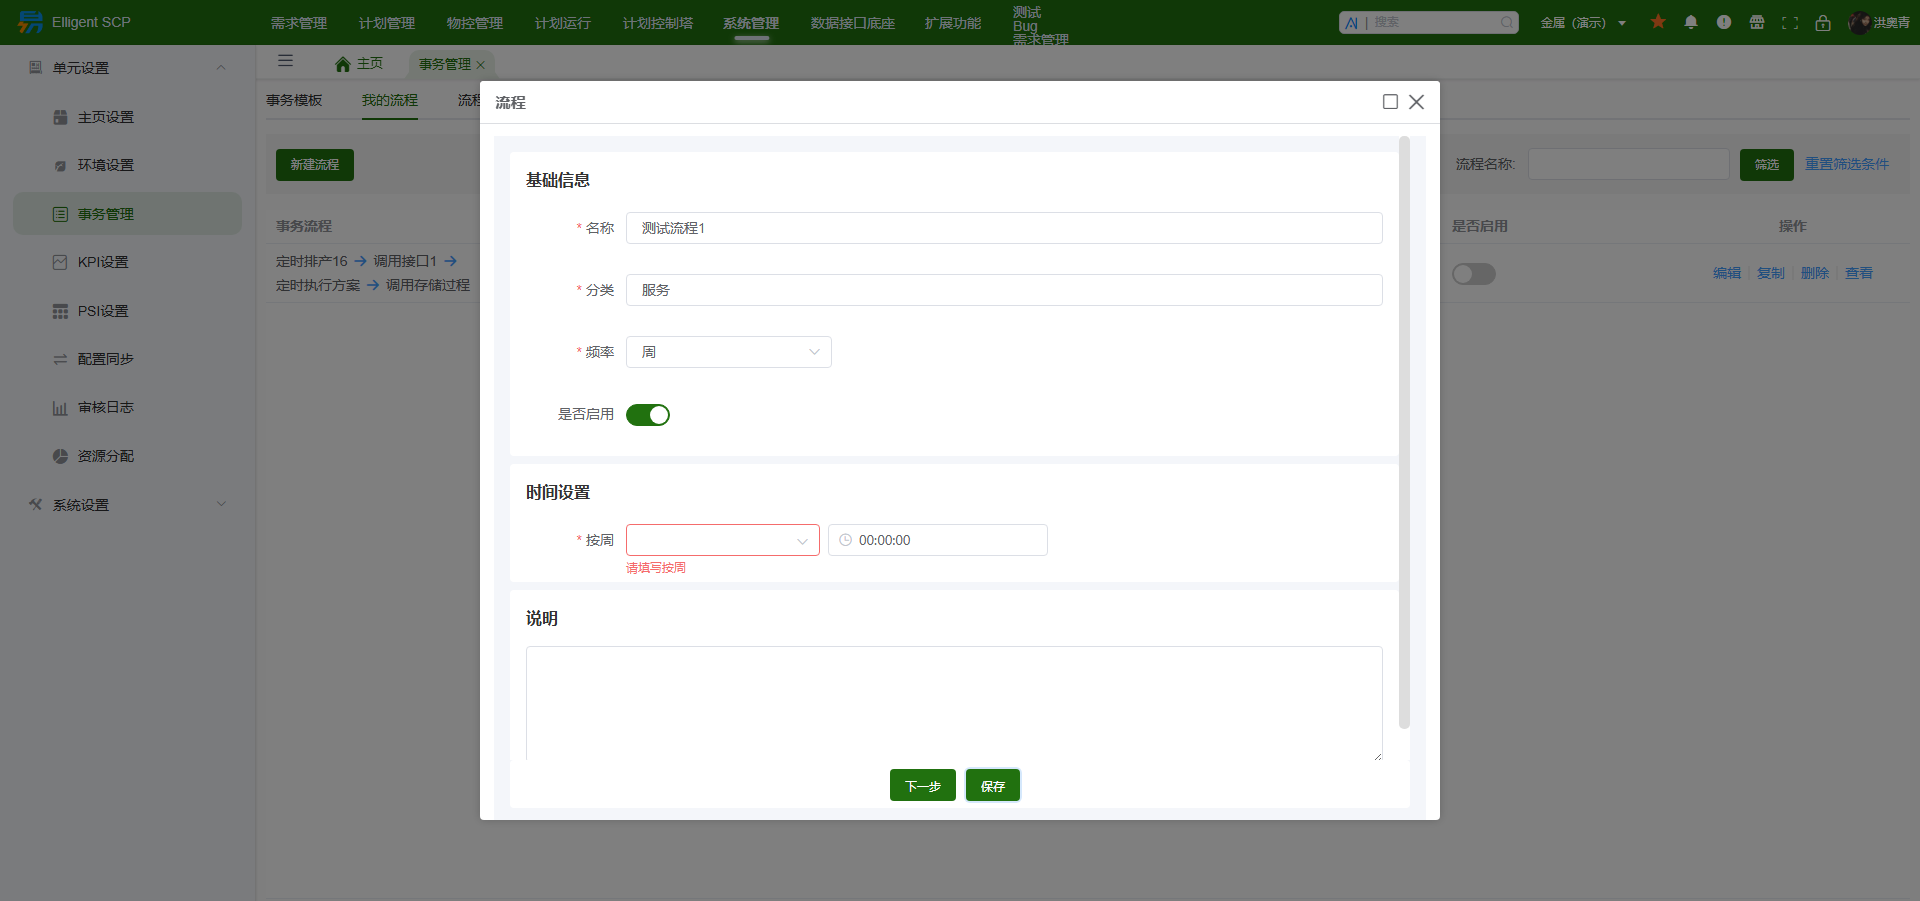 Elligent SCP
需求管理
计划管理
物控管理
计划运行
计划控制塔
系统管理
数据接口底座
扩展功能
测试
Bug
需求管理
AI | 搜索
金属（演示）
洪奥青
单元设置
主页设置
环境设置
事务管理
KPI设置
PSI设置
配置同步
审核日志
资源分配
系统设置
主页
事务管理
事务模板
我的流程
新建流程
流程名称:
筛选
重置筛选条件
事务流程
是否启用
操作
定时排产16 → 调用接口1 →
定时执行方案 → 调用存储过程
编辑
复制
删除
查看
流程
基础信息
* 名称
测试流程1
* 分类
服务
* 频率
周
是否启用
时间设置
* 按周
00:00:00
请填写按周
说明
下一步
保存